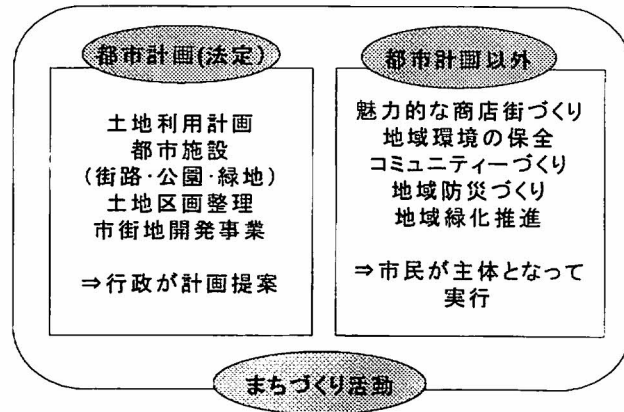 都市計画(法定)
土地利用計画
都市施設
(街路・公園・緑地)
土地区画整理
市街地開発事業
⇒行政が計画提案
都市計画以外
魅力的な商店街づくり
地域環境の保全
コミュニティーづくり
地域防災づくり
地域緑化推進
⇒市民が主体となって
実行
まちづくり活動